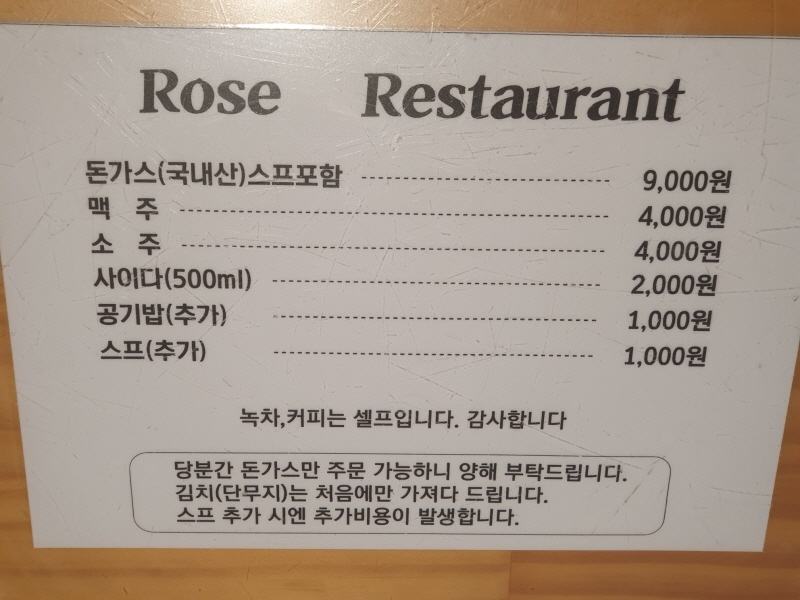 Rose Restaurant
돈가스(국내산)스프포함 ---------- 9,000원
맥 주 ---------- 4,000원
소 주 ---------- 4,000원
사이다(500ml) ---------- 2,000원
공기밥(추가) ---------- 1,000원
스프(추가) ---------- 1,000원
녹차,커피는 셀프입니다. 감사합니다
당분간 돈가스만 주문 가능하니 양해 부탁드립니다.
김치(단무지)는 처음에만 가져다 드립니다.
스프 추가 시엔 추가비용이 발생합니다.